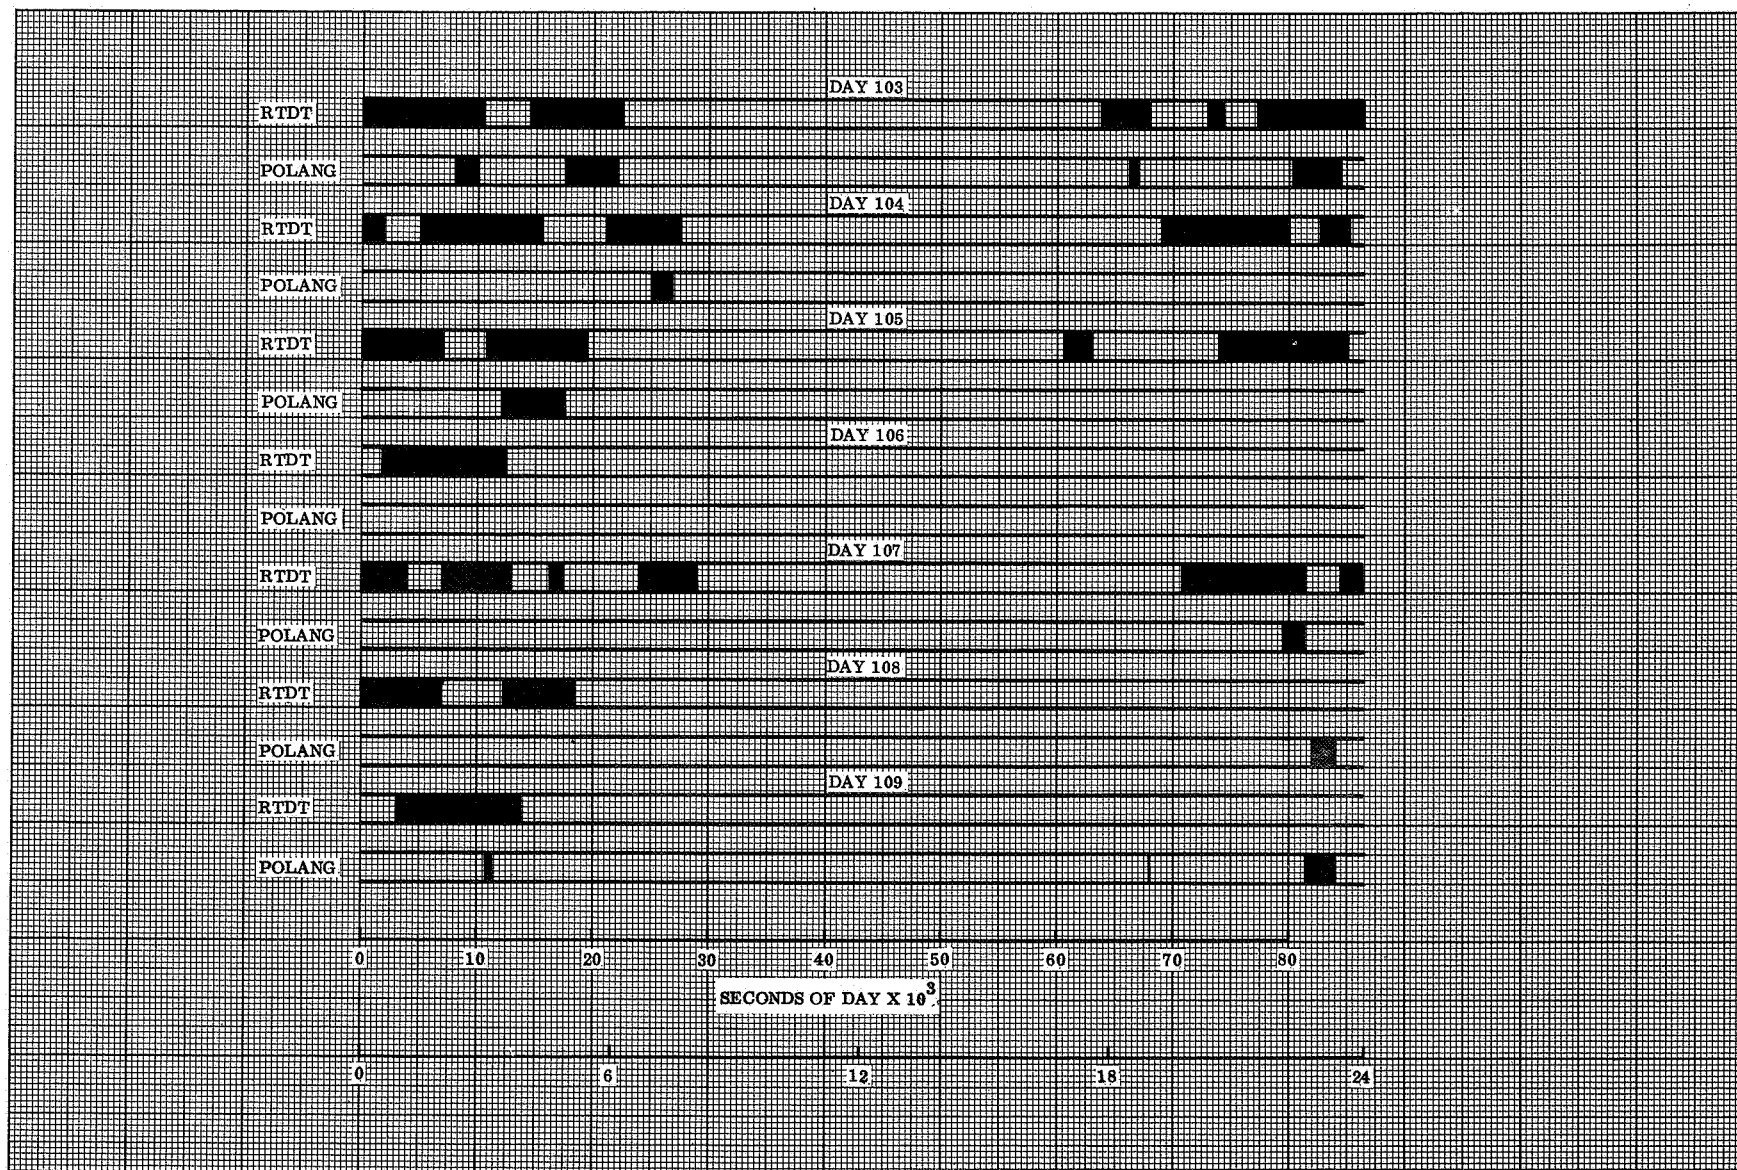 DAY 103
RTDT
POLANG
DAY 104
RTDT
POLANG
DAY 105
RTDT
POLANG
DAY 106
RTDT
POLANG
DAY 107
RTDT
POLANG
DAY 108
RTDT
POLANG
DAY 109
RTDT
POLANG
0 10 20 30 40 50 60 70 80
SECONDS OF DAY X 10³
0 6 12 18 24